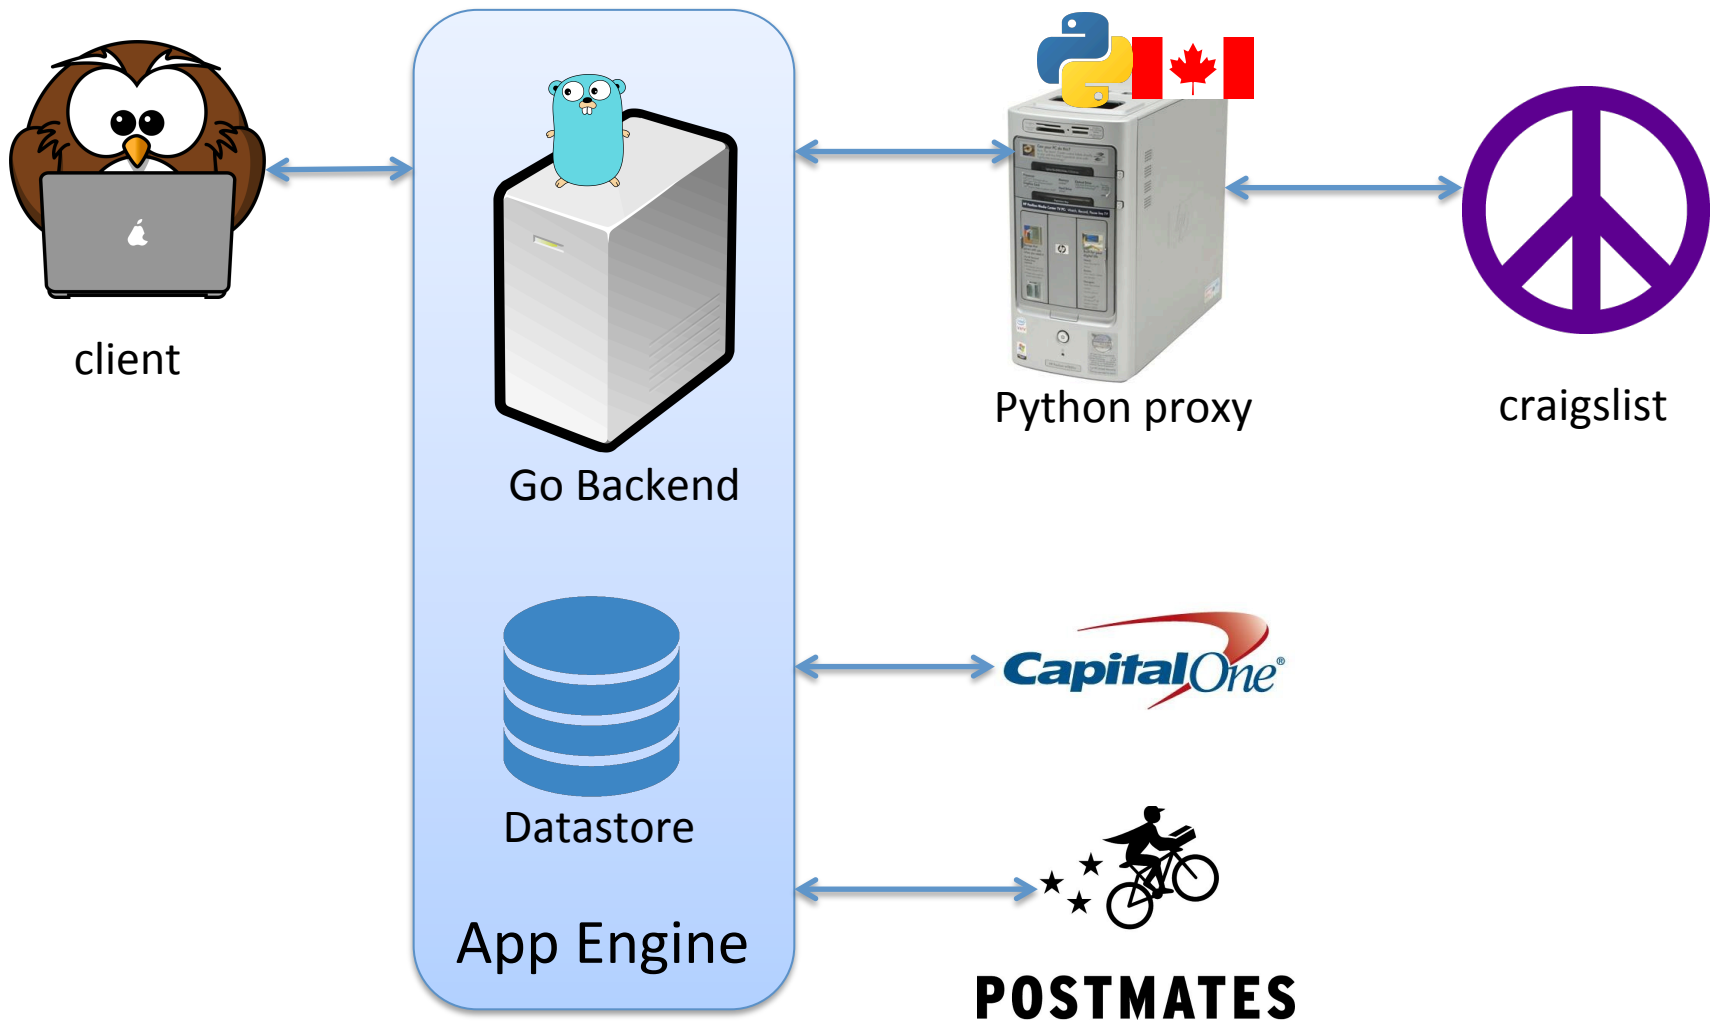 client
Go Backend
Datastore
App Engine
Python proxy
craigslist
CapitalOne®
POSTMATES